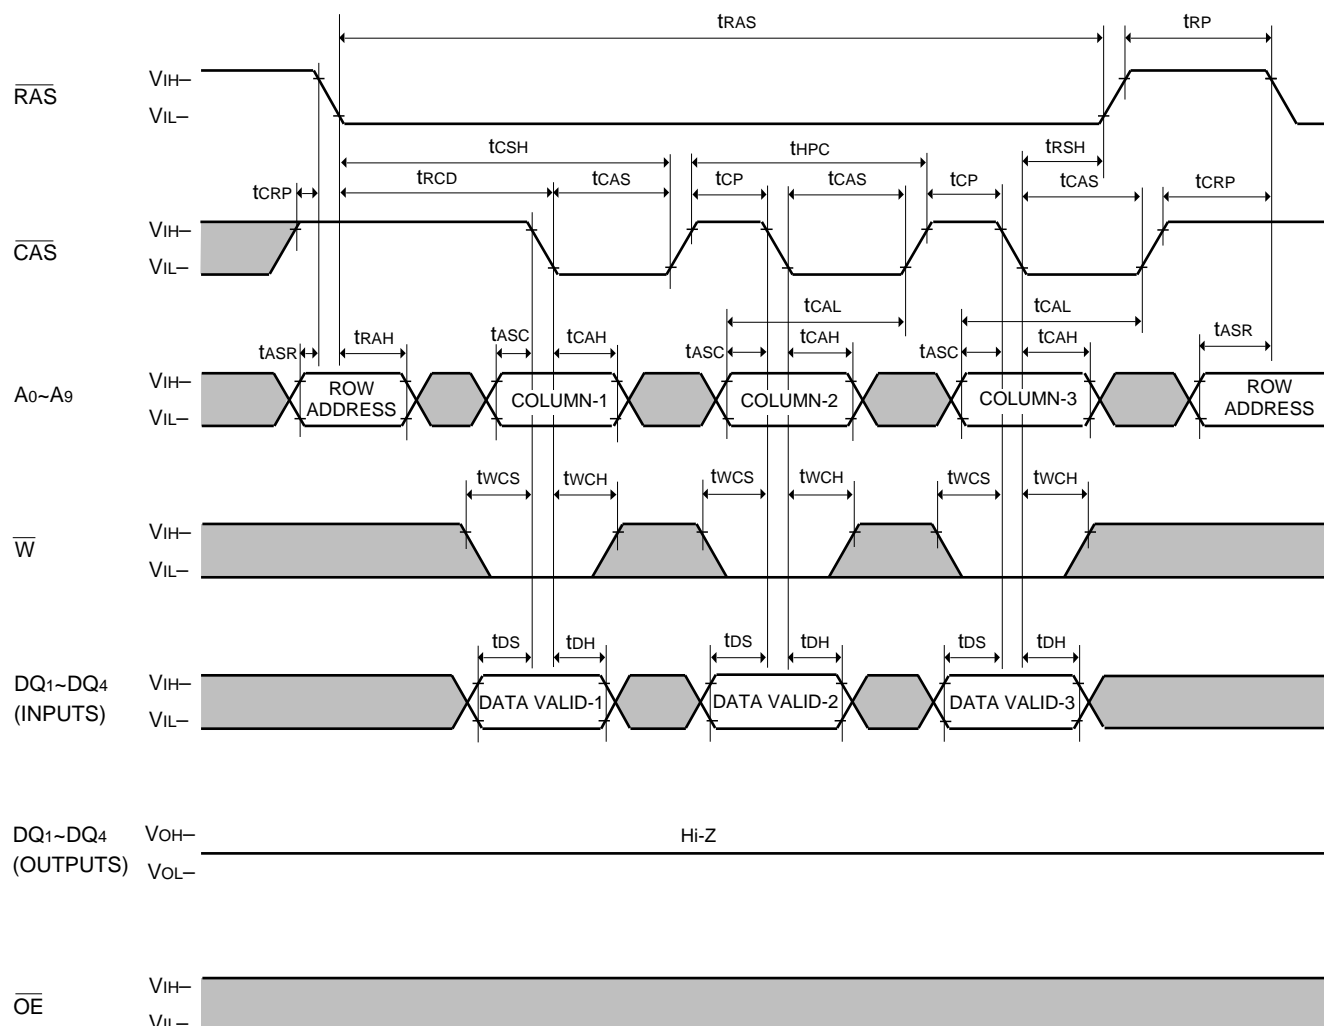 tRAS
tRP
RAS
VIH–
VIL–
tCSH
tHPC
tRSH
tCRP
tRCD
tCAS
tCP
tCAS
tCP
tCAS
tCRP
CAS
VIH–
VIL–
tCAL
tCAL
tASR
tRAH
tASC
tCAH
tASC
tCAH
tASC
tCAH
tASR
A0~A9
VIH–
VIL–
ROW
ADDRESS
COLUMN-1
COLUMN-2
COLUMN-3
ROW
ADDRESS
tWCS
tWCH
tWCS
tWCH
tWCS
tWCH
W
VIH–
VIL–
tDS
tDH
tDS
tDH
tDS
tDH
DQ1~DQ4
(INPUTS)
VIH–
VIL–
DATA VALID-1
DATA VALID-2
DATA VALID-3
DQ1~DQ4
(OUTPUTS)
VOH–
VOL–
Hi-Z
OE
VIH–
VIL–